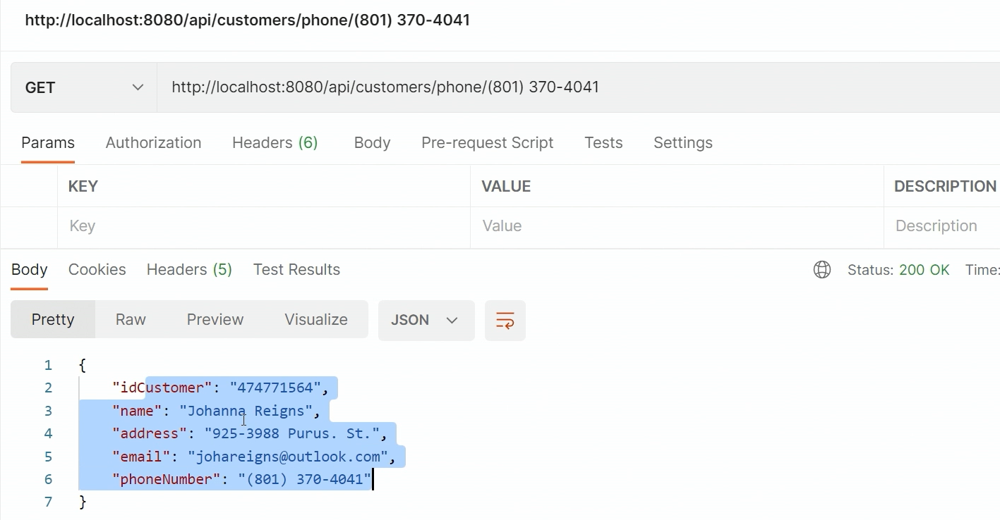 http://localhost:8080/api/customers/phone/(801) 370-4041
GET http://localhost:8080/api/customers/phone/(801) 370-4041
Params Authorization Headers (6) Body Pre-request Script Tests Settings
KEY VALUE DESCRIPTION
Key Value Description
Body Cookies Headers (5) Test Results Status: 200 OK Time:
Pretty Raw Preview Visualize JSON
1 {
2 "idCustomer": "474771564",
3 "name": "Johanna Reigns",
4 "address": "925-3988 Purus. St.",
5 "email": "johareigns@outlook.com",
6 "phoneNumber": "(801) 370-4041"
7 }